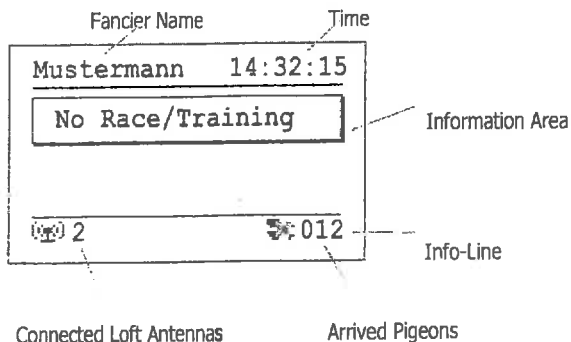 Fancier Name Time
Mustermann 14:32:15
No Race/Training
Information Area
2 012
Info-Line
Connected Loft Antennas Arrived Pigeons